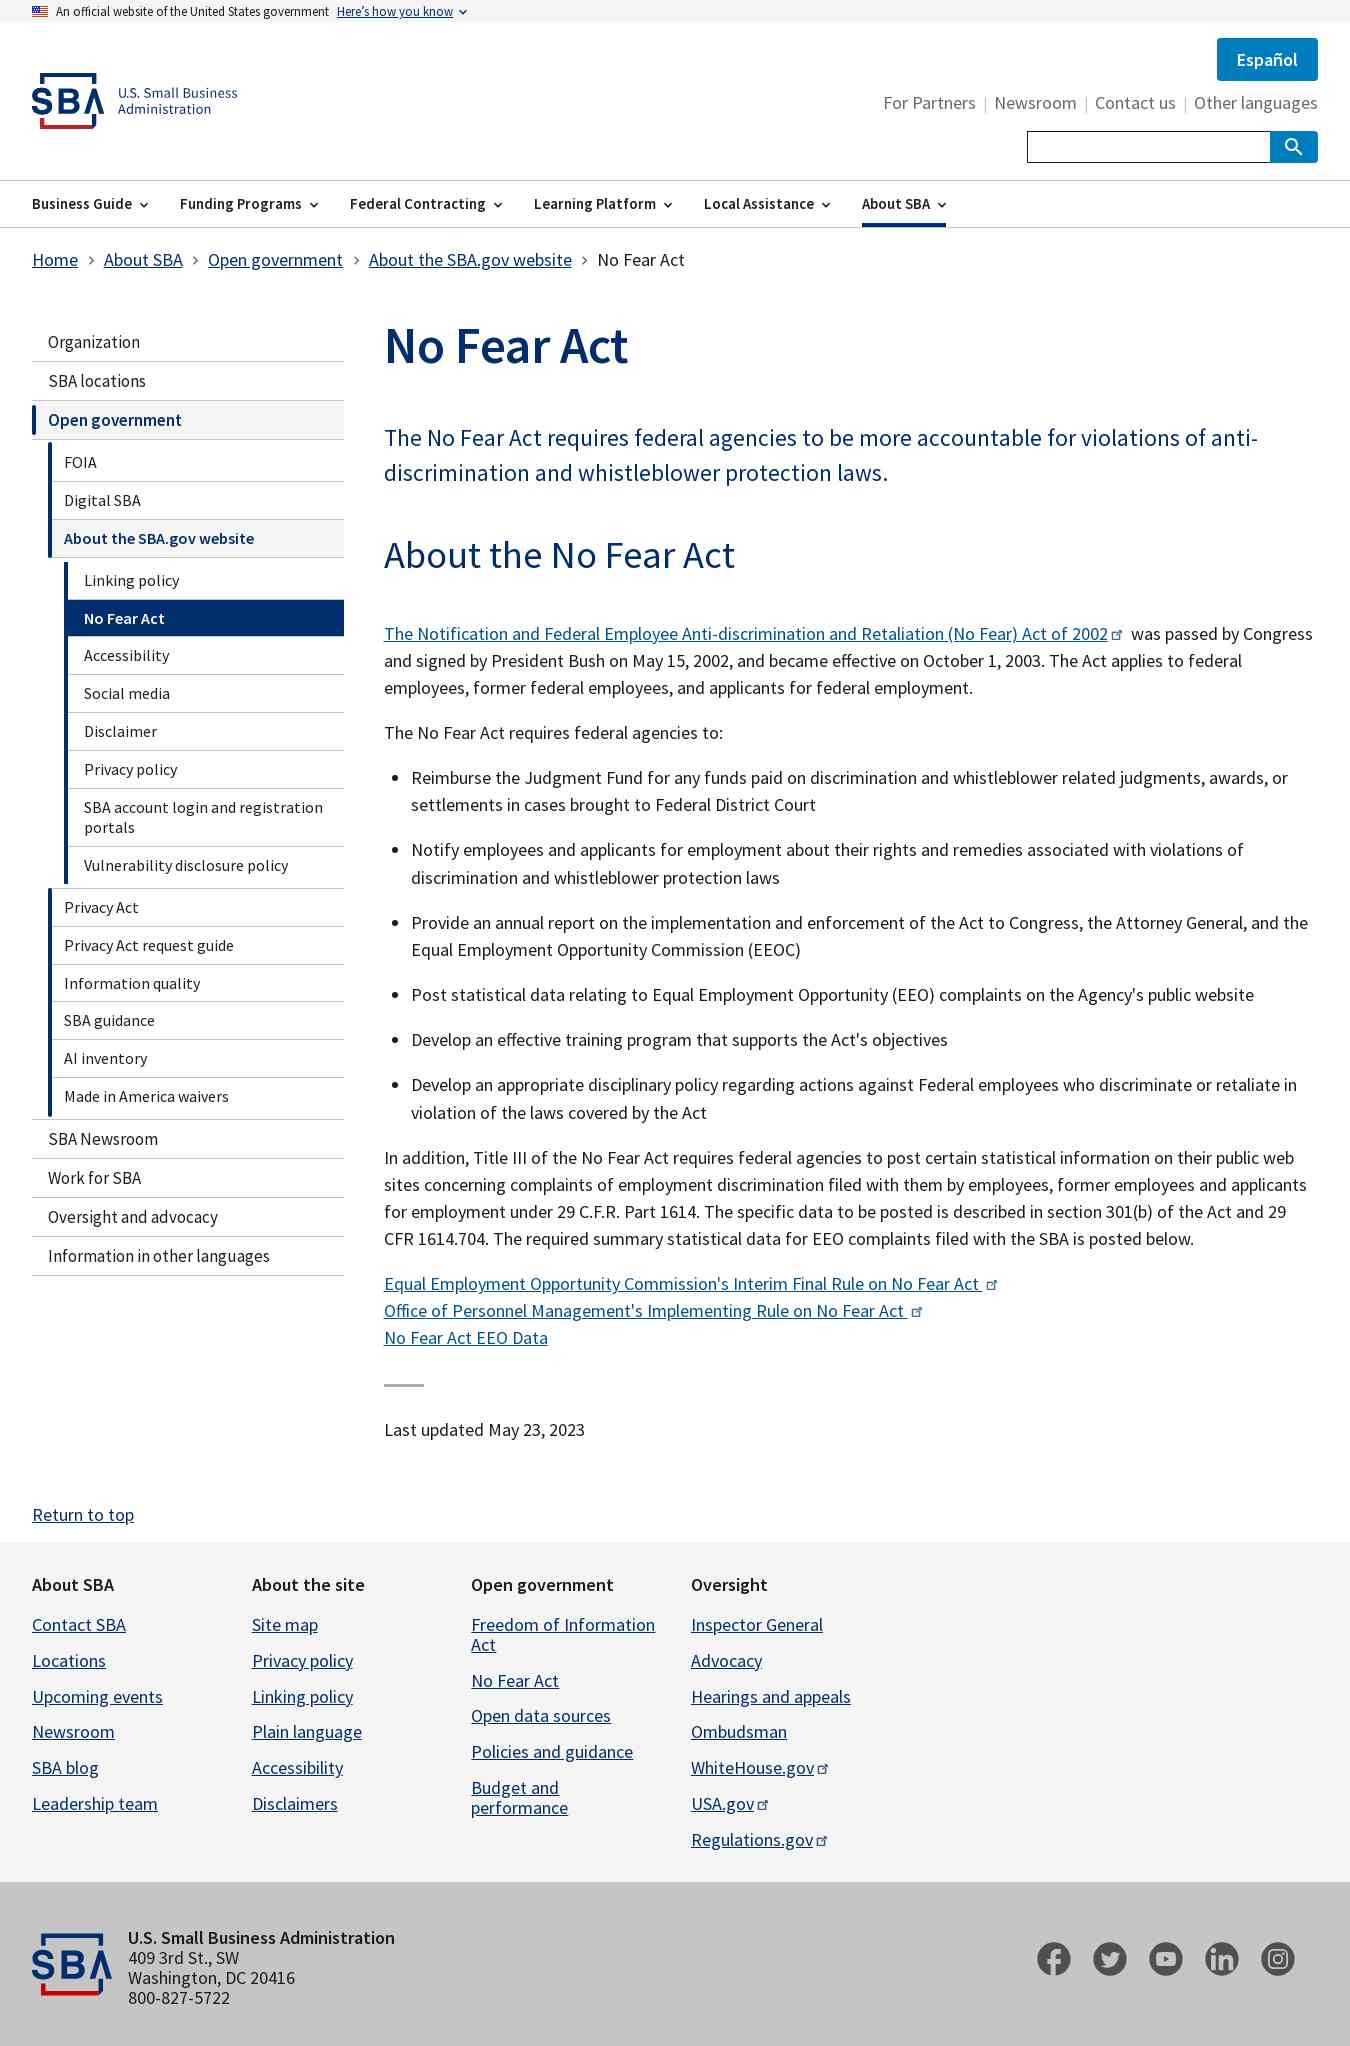 An official website of the United States government Here's how you know
Español
SBA U.S. Small Business
Administration
For Partners | Newsroom | Contact us | Other languages
Business Guide Funding Programs Federal Contracting Learning Platform Local Assistance About SBA
Home > About SBA > Open government > About the SBA.gov website > No Fear Act
Organization
SBA locations
Open government
FOIA
Digital SBA
About the SBA.gov website
Linking policy
No Fear Act
Accessibility
Social media
Disclaimer
Privacy policy
SBA account login and registration
portals
Vulnerability disclosure policy
Privacy Act
Privacy Act request guide
Information quality
SBA guidance
AI inventory
Made in America waivers
SBA Newsroom
Work for SBA
Oversight and advocacy
Information in other languages
No Fear Act
The No Fear Act requires federal agencies to be more accountable for violations of anti-
discrimination and whistleblower protection laws.
About the No Fear Act
The Notification and Federal Employee Anti-discrimination and Retaliation (No Fear) Act of 2002 was passed by Congress
and signed by President Bush on May 15, 2002, and became effective on October 1, 2003. The Act applies to federal
employees, former federal employees, and applicants for federal employment.
The No Fear Act requires federal agencies to:
• Reimburse the Judgment Fund for any funds paid on discrimination and whistleblower related judgments, awards, or
settlements in cases brought to Federal District Court
• Notify employees and applicants for employment about their rights and remedies associated with violations of
discrimination and whistleblower protection laws
• Provide an annual report on the implementation and enforcement of the Act to Congress, the Attorney General, and the
Equal Employment Opportunity Commission (EEOC)
• Post statistical data relating to Equal Employment Opportunity (EEO) complaints on the Agency's public website
• Develop an effective training program that supports the Act's objectives
• Develop an appropriate disciplinary policy regarding actions against Federal employees who discriminate or retaliate in
violation of the laws covered by the Act
In addition, Title III of the No Fear Act requires federal agencies to post certain statistical information on their public web
sites concerning complaints of employment discrimination filed with them by employees, former employees and applicants
for employment under 29 C.F.R. Part 1614. The specific data to be posted is described in section 301(b) of the Act and 29
CFR 1614.704. The required summary statistical data for EEO complaints filed with the SBA is posted below.
Equal Employment Opportunity Commission's Interim Final Rule on No Fear Act
Office of Personnel Management's Implementing Rule on No Fear Act
No Fear Act EEO Data
Last updated May 23, 2023
Return to top
About SBA
Contact SBA
Locations
Upcoming events
Newsroom
SBA blog
Leadership team
About the site
Site map
Privacy policy
Linking policy
Plain language
Accessibility
Disclaimers
Open government
Freedom of Information
Act
No Fear Act
Open data sources
Policies and guidance
Budget and
performance
Oversight
Inspector General
Advocacy
Hearings and appeals
Ombudsman
WhiteHouse.gov
USA.gov
Regulations.gov
SBA
U.S. Small Business Administration
409 3rd St., SW
Washington, DC 20416
800-827-5722